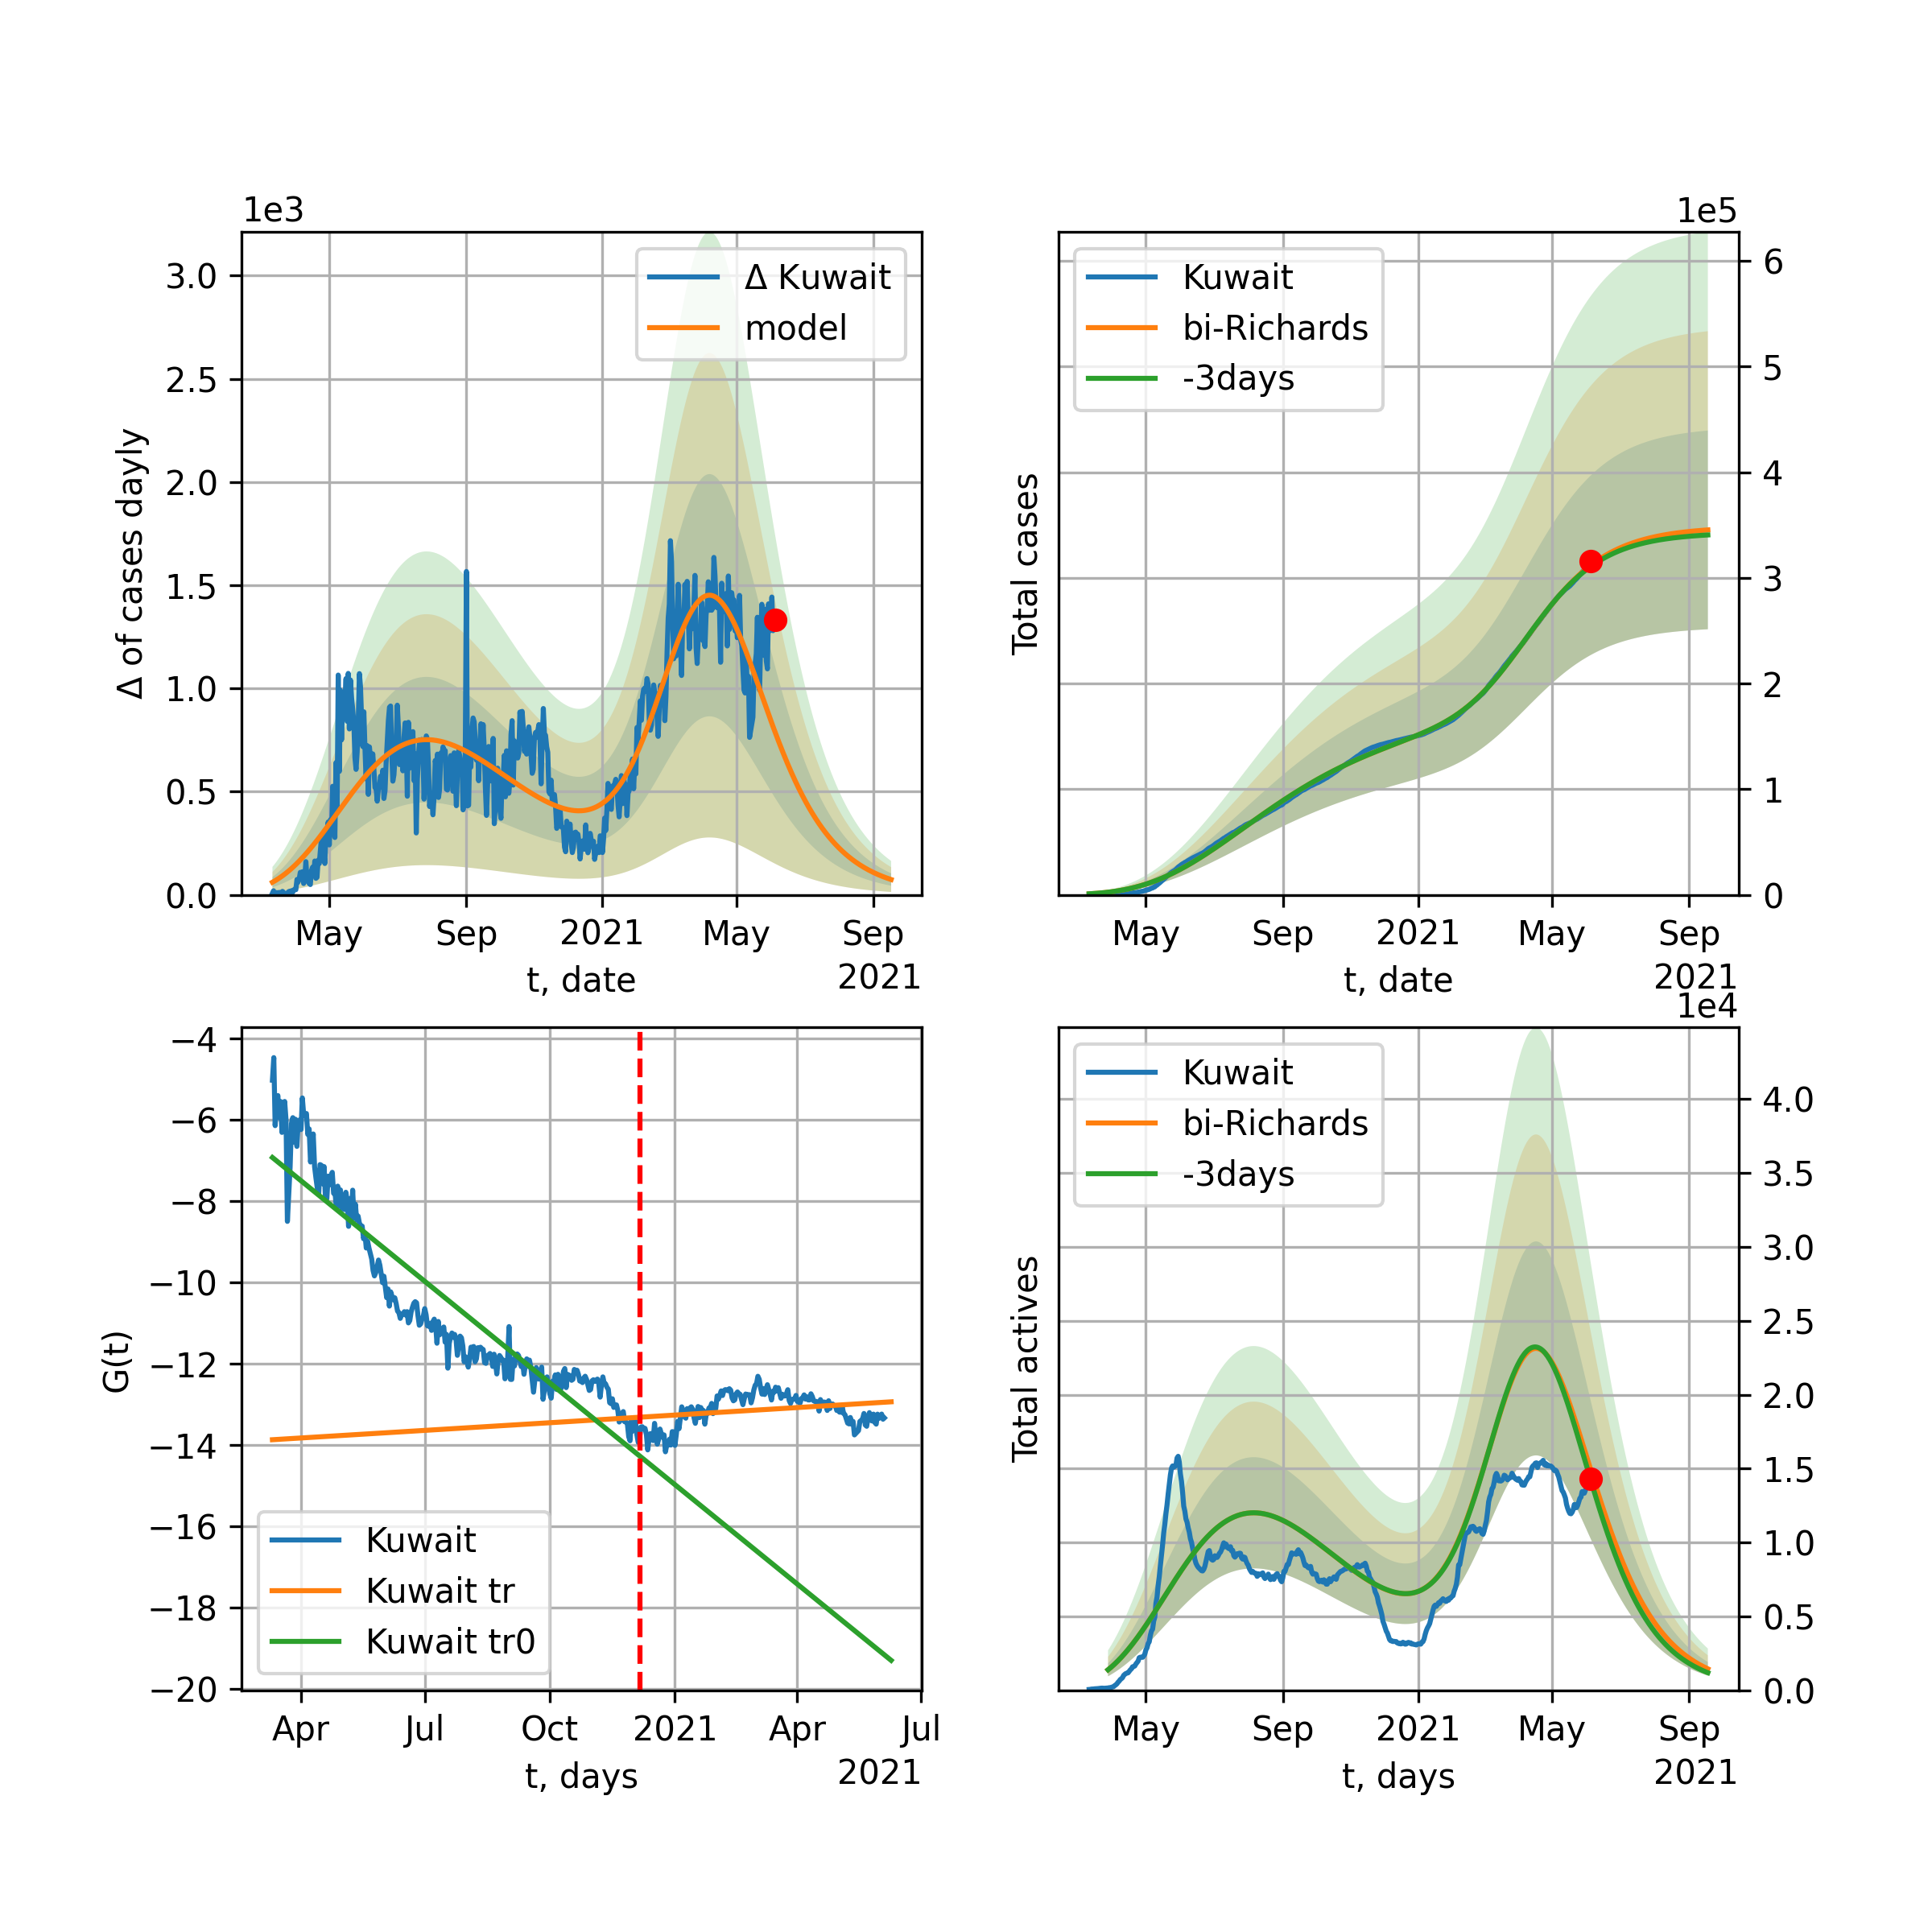 1e3
Δ Kuwait
model
3.0
2.5
2.0
1.5
1.0
0.5
0.0
Δ of cases dayly
May Sep 2021 May Sep
t, date
2021
1e5
Kuwait
bi-Richards
-3days
6
5
4
3
2
1
0
Total cases
May Sep 2021 May Sep
t, date
2021
−4
−6
−8
−10
−12
−14
−16
−18
−20
G(t)
Kuwait
Kuwait tr
Kuwait tr0
Apr Jul Oct 2021 Apr Jul
t, days
2021
1e4
Kuwait
bi-Richards
-3days
4.0
3.5
3.0
2.5
2.0
1.5
1.0
0.5
0.0
Total actives
May Sep 2021 May Sep
t, days
2021